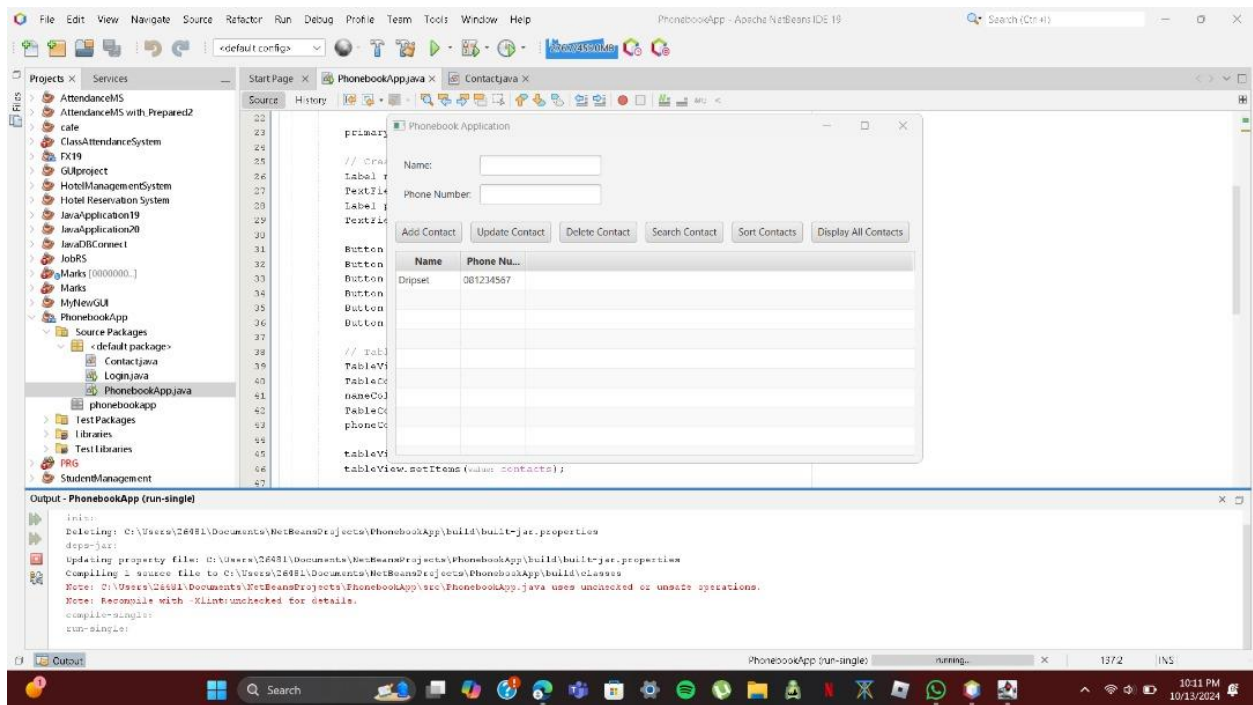 File Edit View Navigate Source Refactor Run Debug Profile Team Tools Window Help
PhonebookApp - Apache NetBeans IDE 19
Search (Ctrl+I)
<default config>
Projects
Services
Files
AttendanceMS
AttendanceMS with Prepared2
cafe
ClassAttendanceSystem
FX19
GUIproject
HotelManagementSystem
Hotel Reservation System
JavaApplication19
JavaApplication20
JavaDBConnect
JobRS
Marks [0000000..]
Marks
MyNewGUI
PhonebookApp
Source Packages
<default package>
Contact.java
Login.java
PhonebookApp.java
phonebookapp
Test Packages
Libraries
Test Libraries
PRG
StudentManagement
Start Page
PhonebookApp.java
Contact.java
Source History
22
23 primary
24
25 // Crea
26 Label
27 TextFie
28 Label p
29 TextFie
30
31 Button
32 Button
33 Button
34 Button
35 Button
36 Button
37
38 // Tabl
39 TableVi
40 TableCo
41 nameCol
42 TableCo
43 phoneCo
44
45 tableVi
46 tableView.setItems(value: contacts);
47
Phonebook Application
Name:
Phone Number:
Add Contact
Update Contact
Delete Contact
Search Contact
Sort Contacts
Display All Contacts
Name Phone Nu...
Dripset 081234567
Output - PhonebookApp (run-single)
init:
Deleting: C:\Users\26481\Documents\NetBeansProjects\PhonebookApp\build\built-jar.properties
deps-jar:
Updating property file: C:\Users\26481\Documents\NetBeansProjects\PhonebookApp\build\built-jar.properties
Compiling 1 source file to C:\Users\26481\Documents\NetBeansProjects\PhonebookApp\build\classes
Note: C:\Users\26481\Documents\NetBeansProjects\PhonebookApp\src\PhonebookApp.java uses unchecked or unsafe operations.
Note: Recompile with -Xlint:unchecked for details.
compile-single:
run-single:
Output
PhonebookApp (run-single)
running...
137:2
INS
Search
10:11 PM
10/13/2024